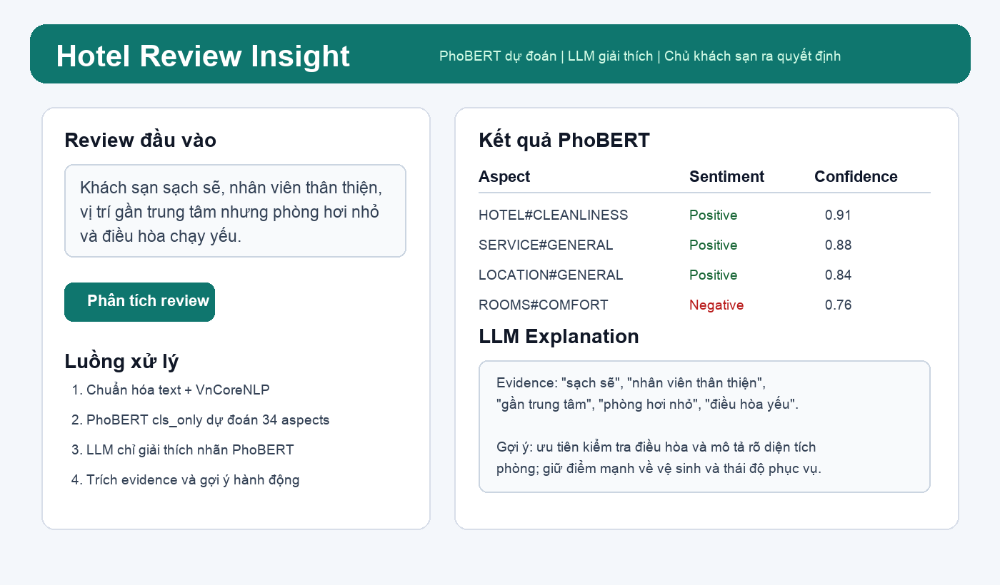 Hotel Review Insight
PhoBERT dự đoán | LLM giải thích | Chủ khách sạn ra quyết định
Review đầu vào
Khách sạn sạch sẽ, nhân viên thân thiện,
vị trí gần trung tâm nhưng phòng hơi nhỏ
và điều hòa chạy yếu.
Phân tích review
Luồng xử lý
1. Chuẩn hóa text + VnCoreNLP
2. PhoBERT cls_only dự đoán 34 aspects
3. LLM chỉ giải thích nhãn PhoBERT
4. Trích evidence và gợi ý hành động
Kết quả PhoBERT
Aspect Sentiment Confidence
HOTEL#CLEANLINESS Positive 0.91
SERVICE#GENERAL Positive 0.88
LOCATION#GENERAL Positive 0.84
ROOMS#COMFORT Negative 0.76
LLM Explanation
Evidence: "sạch sẽ", "nhân viên thân thiện",
"gần trung tâm", "phòng hơi nhỏ", "điều hòa yếu".
Gợi ý: ưu tiên kiểm tra điều hòa và mô tả rõ diện tích
phòng; giữ điểm mạnh về vệ sinh và thái độ phục vụ.